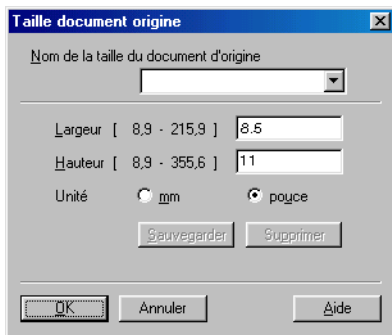 Taille document origine
Nom de la taille du document d'origine
Largeur [ 8,9 - 215,9 ] 8.5
Hauteur [ 8,9 - 355,6 ] 11
Unité mm pouce
Sauvegarder Supprimer
OK Annuler Aide